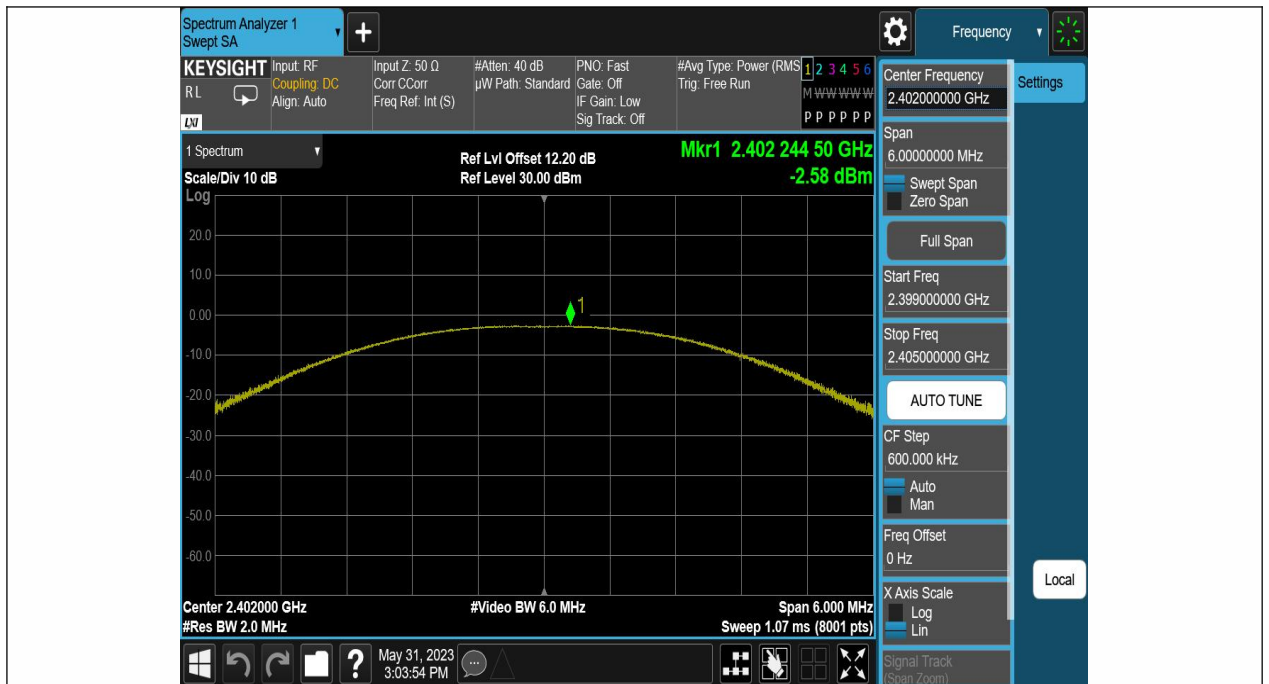 Spectrum Analyzer 1
Swept SA
+
Frequency
KEYSIGHT
R L
LXI
Input: RF
Coupling: DC
Align: Auto
Input Z: 50 Ω
Corr CCorr
Freq Ref: Int (S)
#Atten: 40 dB
µW Path: Standard
PNO: Fast
Gate: Off
IF Gain: Low
Sig Track: Off
#Avg Type: Power (RMS
Trig: Free Run
1 2 3 4 5 6
M W W W W W
P P P P P P
1 Spectrum
Scale/Div 10 dB
Log
Ref Lvl Offset 12.20 dB
Ref Level 30.00 dBm
Mkr1 2.402 244 50 GHz
-2.58 dBm
20.0
10.0
0.00
-10.0
-20.0
-30.0
-40.0
-50.0
-60.0
1
Center 2.402000 GHz
#Res BW 2.0 MHz
#Video BW 6.0 MHz
Span 6.000 MHz
Sweep 1.07 ms (8001 pts)
?
May 31, 2023
3:03:54 PM
Center Frequency
2.402000000 GHz
Settings
Span
6.00000000 MHz
Swept Span
Zero Span
Full Span
Start Freq
2.399000000 GHz
Stop Freq
2.405000000 GHz
AUTO TUNE
CF Step
600.000 kHz
Auto
Man
Freq Offset
0 Hz
X Axis Scale
Log
Lin
Local
Signal Track
(Span Zoom)